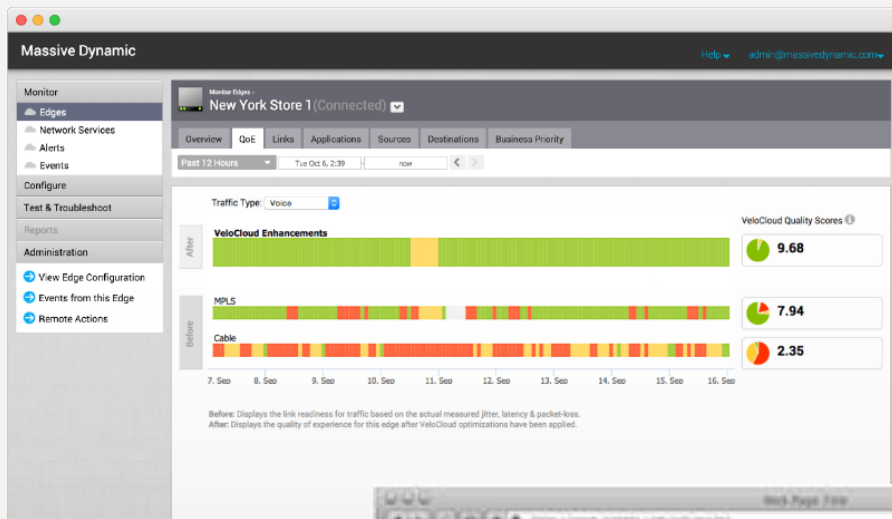 Massive Dynamic
Help admin@massivedynamic.com
Monitor
Edges
Network Services
Alerts
Events
Configure
Test & Troubleshoot
Reports
Administration
View Edge Configuration
Events from this Edge
Remote Actions
Monitor Edges >
New York Store 1 (Connected)
Overview QoE Links Applications Sources Destinations Business Priority
Past 12 Hours Tue Oct 6, 2:39 - now
Traffic Type: Voice
VeloCloud Quality Scores
After
VeloCloud Enhancements
9.68
Before
MPLS
7.94
Cable
2.35
7. Sep 8. Sep 9. Sep 10. Sep 11. Sep 12. Sep 13. Sep 14. Sep 15. Sep 16. Sep
Before: Displays the link readiness for traffic based on the actual measured jitter, latency & packet-loss.
After: Displays the quality of experience for this edge after VeloCloud optimizations have been applied.
Web Page Title